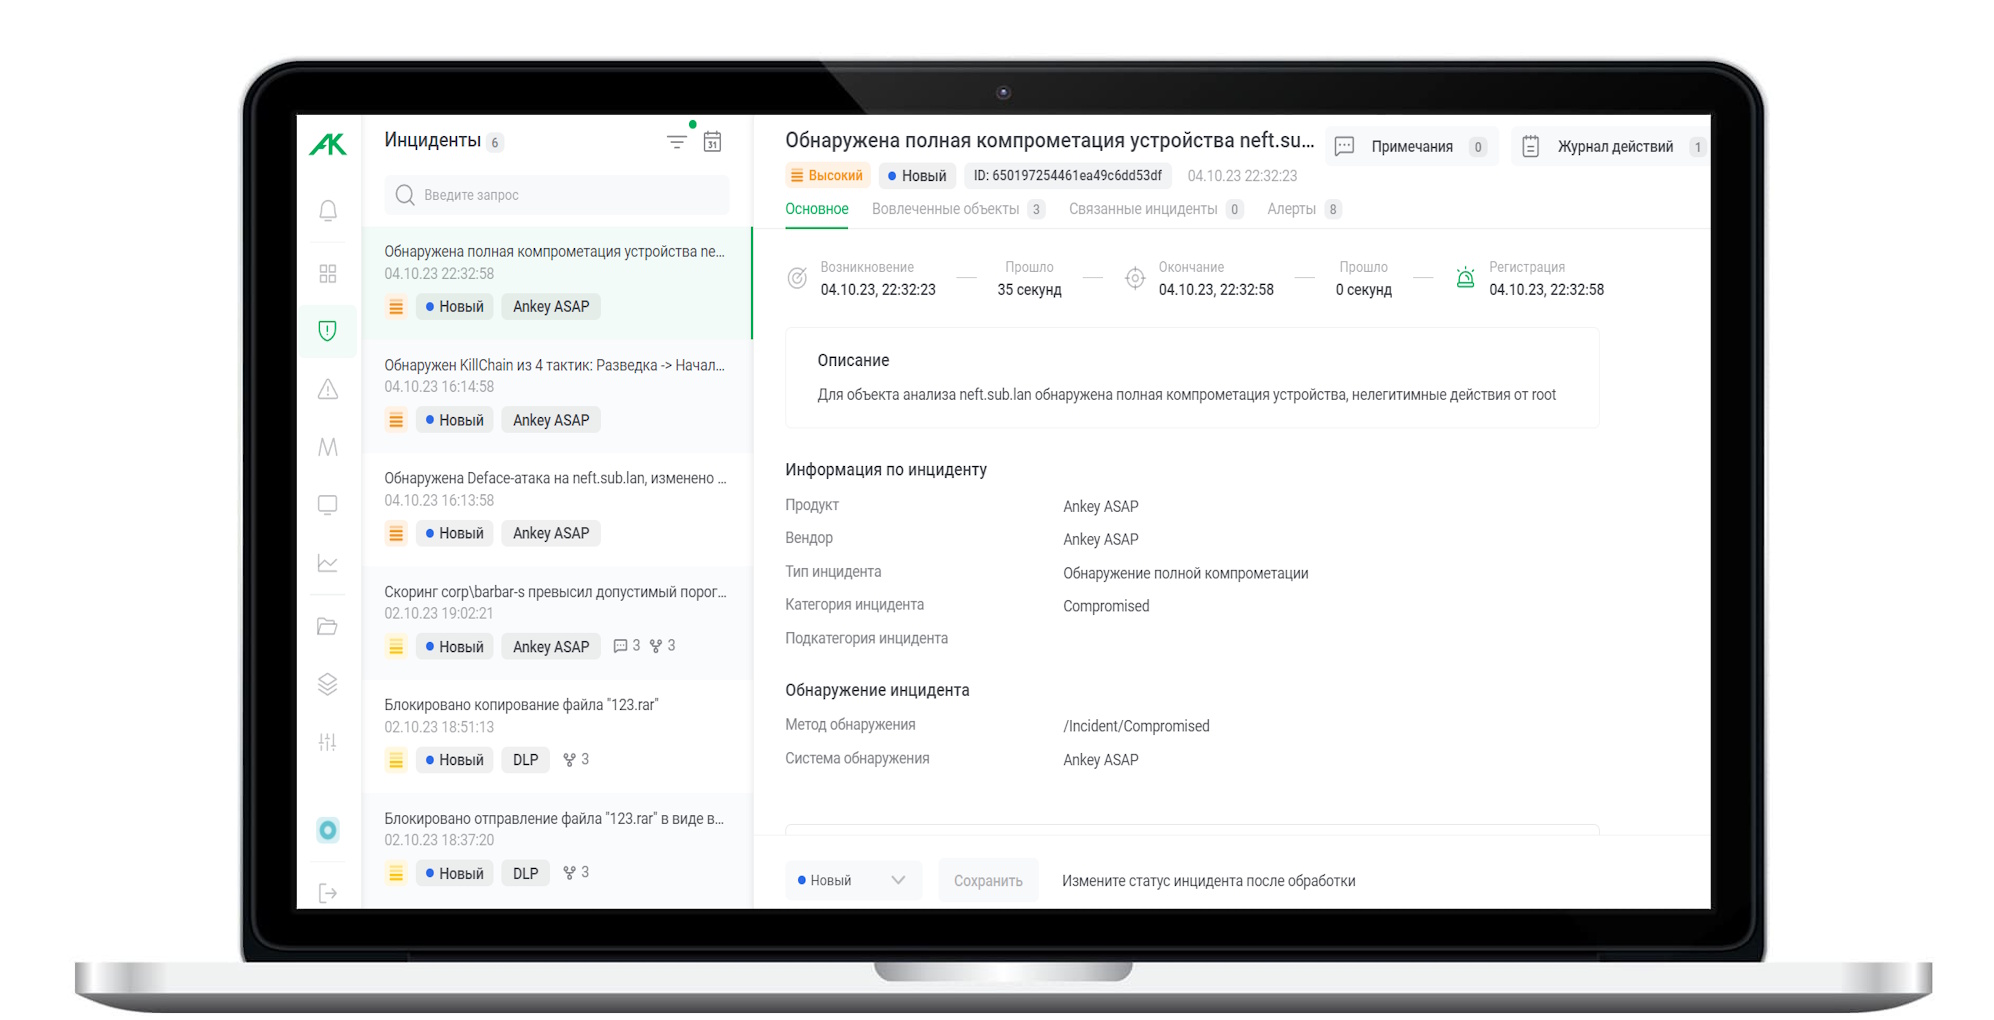 AK
Инциденты 6
31
Введите запрос
Обнаружена полная компрометация устройства ne...
04.10.23 22:32:58
Новый Ankey ASAP
Обнаружен KillChain из 4 тактик: Разведка -> Начал...
04.10.23 16:14:58
Новый Ankey ASAP
Обнаружена Deface-атака на neft.sub.lan, изменено ...
04.10.23 16:13:58
Новый Ankey ASAP
Скоринг corp\barbar-s превысил допустимый порог...
02.10.23 19:02:21
Новый Ankey ASAP 3 3
Блокировано копирование файла "123.rar"
02.10.23 18:51:13
Новый DLP 3
Блокировано отправление файла "123.rar" в виде в...
02.10.23 18:37:20
Новый DLP 3
Обнаружена полная компрометация устройства neft.su...
Примечания 0
Журнал действий 1
Высокий Новый ID: 650197254461ea49c6dd53df 04.10.23 22:32:23
Основное Вовлеченные объекты 3 Связанные инциденты 0 Алерты 8
Возникновение Прошло Окончание Прошло Регистрация
04.10.23, 22:32:23 35 секунд 04.10.23, 22:32:58 0 секунд 04.10.23, 22:32:58
Описание
Для объекта анализа neft.sub.lan обнаружена полная компрометация устройства, нелегитимные действия от root
Информация по инциденту
Продукт Ankey ASAP
Вендор Ankey ASAP
Тип инцидента Обнаружение полной компрометации
Категория инцидента Compromised
Подкатегория инцидента
Обнаружение инцидента
Метод обнаружения /Incident/Compromised
Система обнаружения Ankey ASAP
Новый Сохранить Измените статус инцидента после обработки